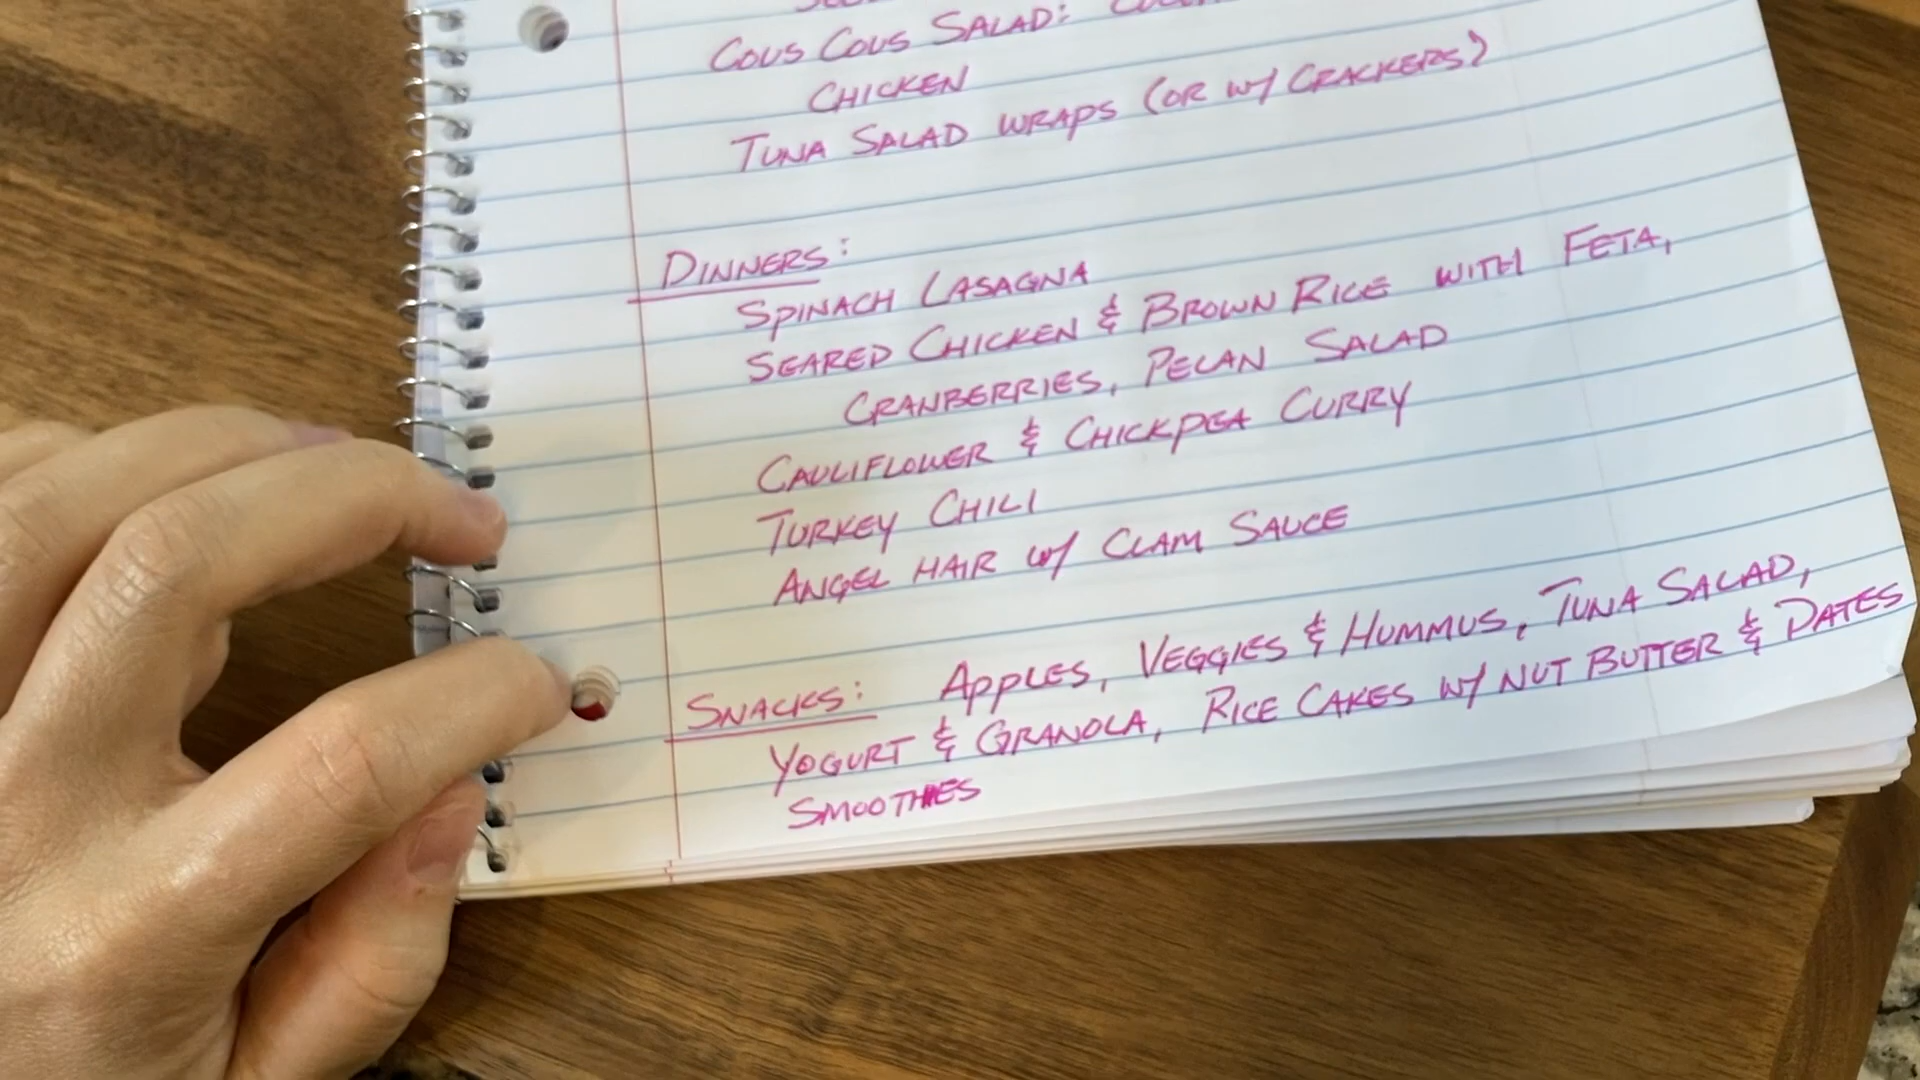 COUS COUS SALAD:
CHICKEN
TUNA SALAD WRAPS (OR W/ CRACKERS)
DINNERS:
SPINACH LASAGNA
SEARED CHICKEN & BROWN RICE WITH FETA,
CRANBERRIES, PECAN SALAD
CAULIFLOWER & CHICKPEA CURRY
TURKEY CHILI
ANGEL HAIR W/ CLAM SAUCE
SNACKS: APPLES, VEGGIES & HUMMUS, TUNA SALAD,
YOGURT & GRANOLA, RICE CAKES W/ NUT BUTTER & DATES
SMOOTHIES